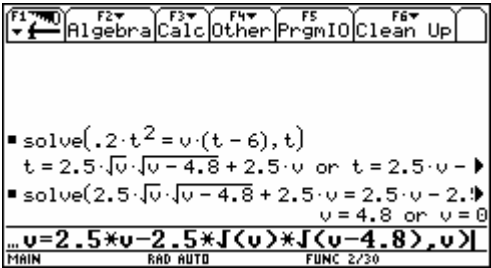 F1 F2 Algebra F3 Calc F4 Other F5 PrgmIO F6 Clean Up
▪ solve(.2·t² = v·(t − 6), t)
t = 2.5·√v·√v − 4.8 + 2.5·v or t = 2.5·v − ▶
▪ solve(2.5·√v·√v − 4.8 + 2.5·v = 2.5·v − 2.5▶
v = 4.8 or v = 0
…v=2.5*v-2.5*√(v)*√(v-4.8),v)
MAIN RAD AUTO FUNC 2/30